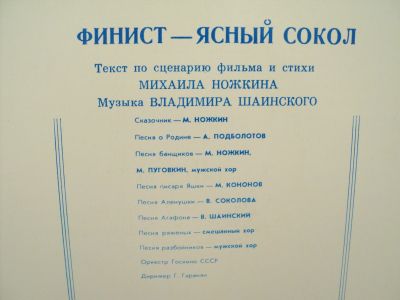 ФИНИСТ — ЯСНЫЙ СОКОЛ
Текст по сценарию фильма и стихи
МИХАИЛА НОЖКИНА
Музыка ВЛАДИМИРА ШАИНСКОГО
Сказочник — М. НОЖКИН
Песня о Родине — А. ПОДБОЛОТОВ
Песня банщиков — М. НОЖКИН,
М. ПУГОВКИН, мужской хор
Песня писаря Яшки — М. КОНОНОВ
Песня Аленушки — В. СОКОЛОВА
Песня Агафона — В. ШАИНСКИЙ
Песня ряженых — смешанный хор
Песня разбойников — мужской хор
Оркестр Госкино СССР
Дирижер Г. Гаранян